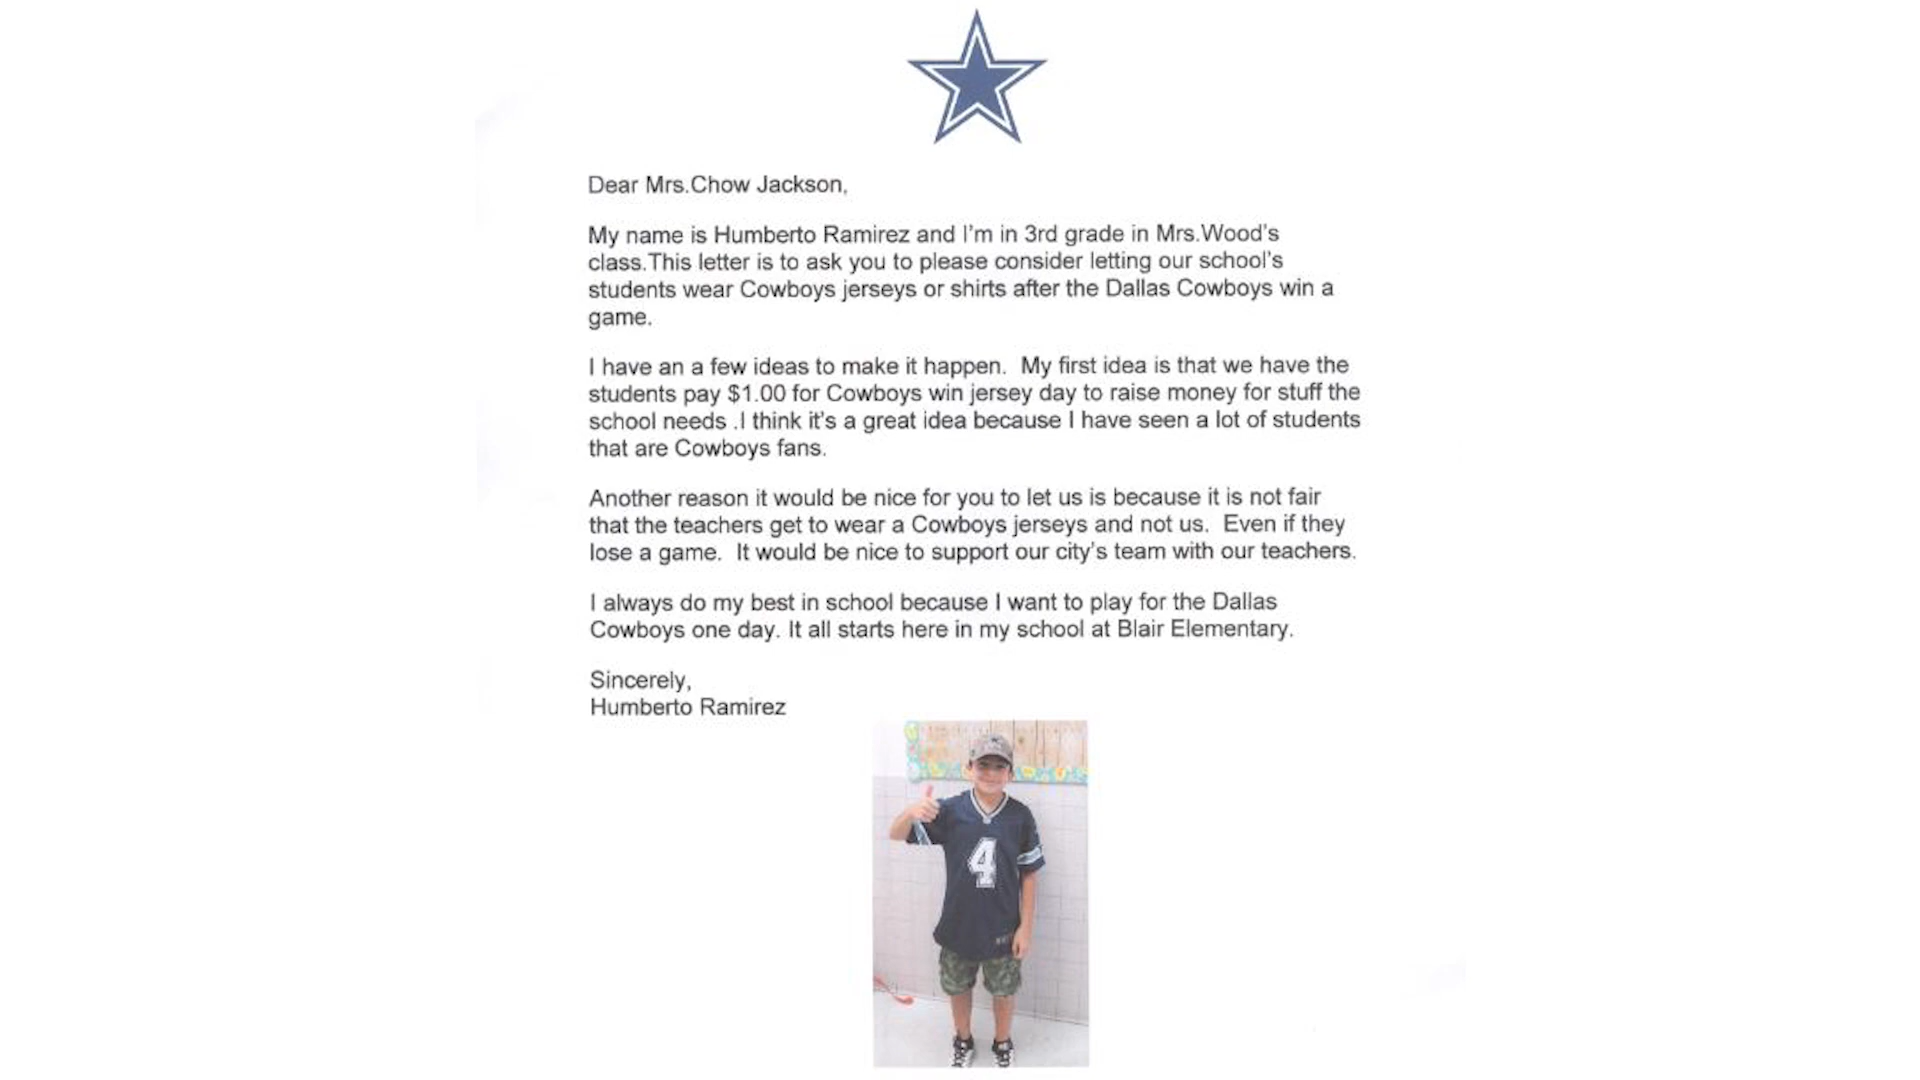 Dear Mrs.Chow Jackson,
My name is Humberto Ramirez and I'm in 3rd grade in Mrs.Wood's
class.This letter is to ask you to please consider letting our school's
students wear Cowboys jerseys or shirts after the Dallas Cowboys win a
game.
I have an a few ideas to make it happen.  My first idea is that we have the
students pay $1.00 for Cowboys win jersey day to raise money for stuff the
school needs .I think it's a great idea because I have seen a lot of students
that are Cowboys fans.
Another reason it would be nice for you to let us is because it is not fair
that the teachers get to wear a Cowboys jerseys and not us.  Even if they
lose a game.  It would be nice to support our city's team with our teachers.
I always do my best in school because I want to play for the Dallas
Cowboys one day. It all starts here in my school at Blair Elementary.
Sincerely,
Humberto Ramirez
4